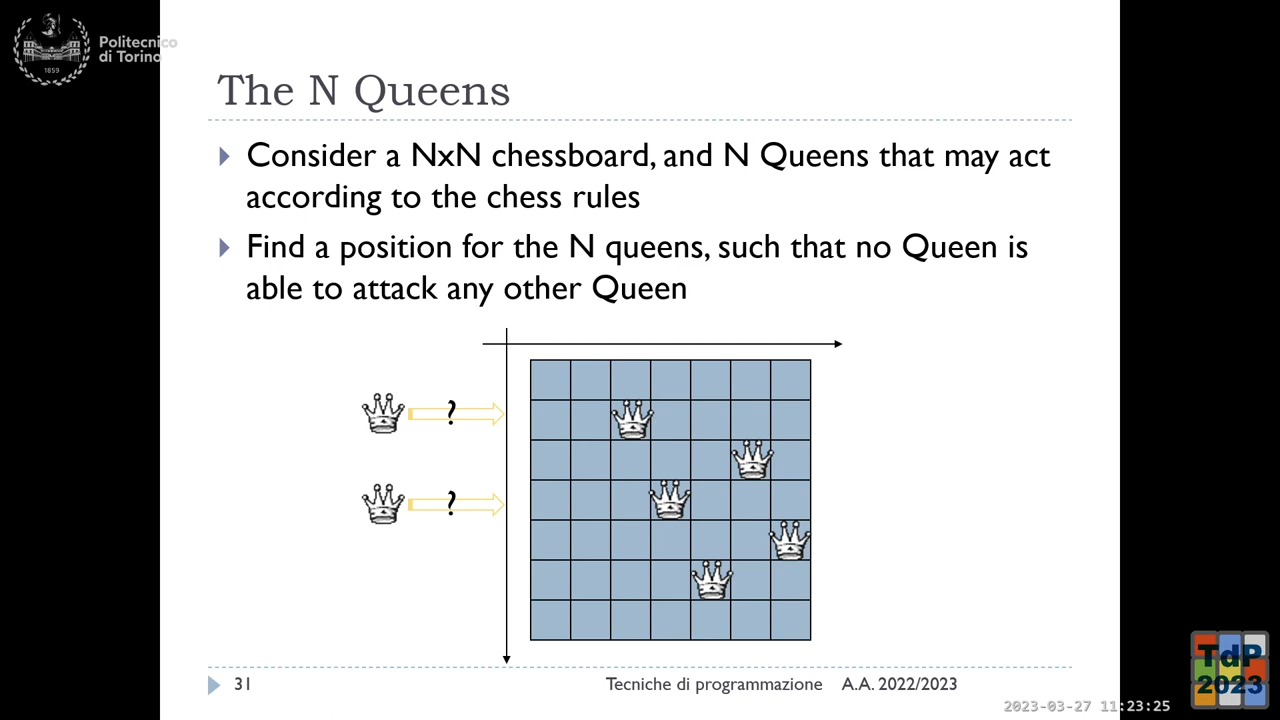 Politecnico
di Torino
1859
The N Queens
Consider a NxN chessboard, and N Queens that may act
according to the chess rules
Find a position for the N queens, such that no Queen is
able to attack any other Queen
?
?
31
Tecniche di programmazione A.A. 2022/2023
TdP
2023
2023-03-27 11:23:25